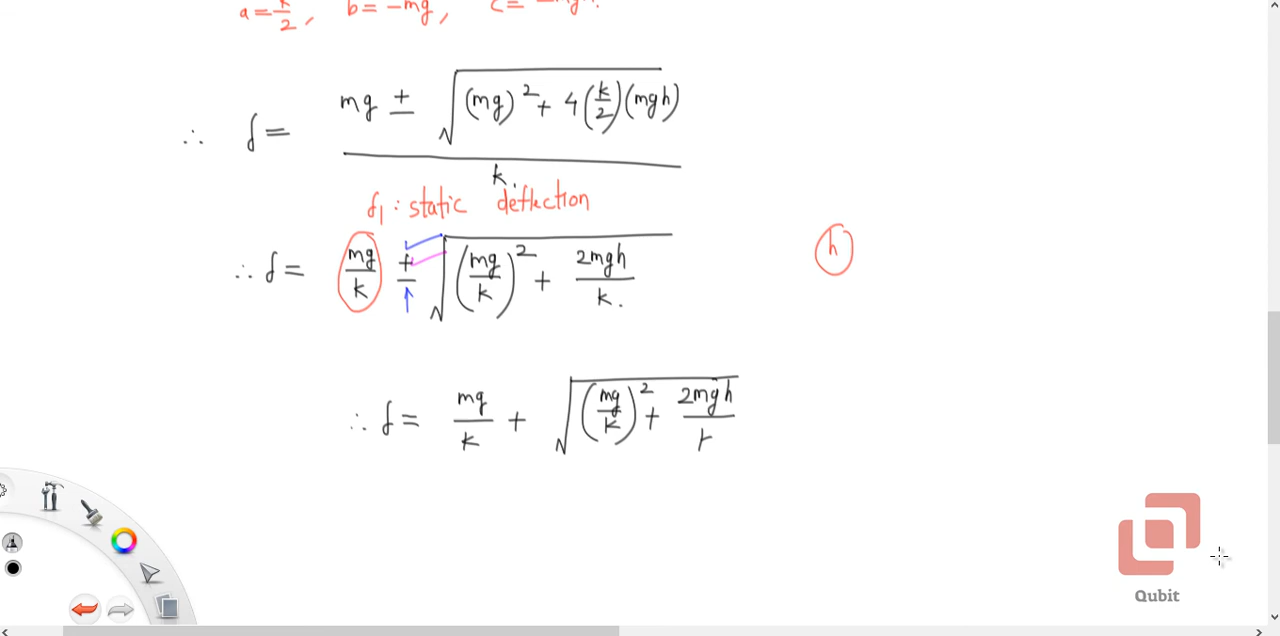 a = k/2, b = -mg, c = -mgh.
∴ δ = (mg ± √((mg)² + 4(k/2)(mgh))) / k.
δ₁ : static deflection
∴ δ = mg/k ± √((mg/k)² + 2mgh/k.) h
∴ δ = mg/k + √((mg/k)² + 2mgh/k)
Qubit